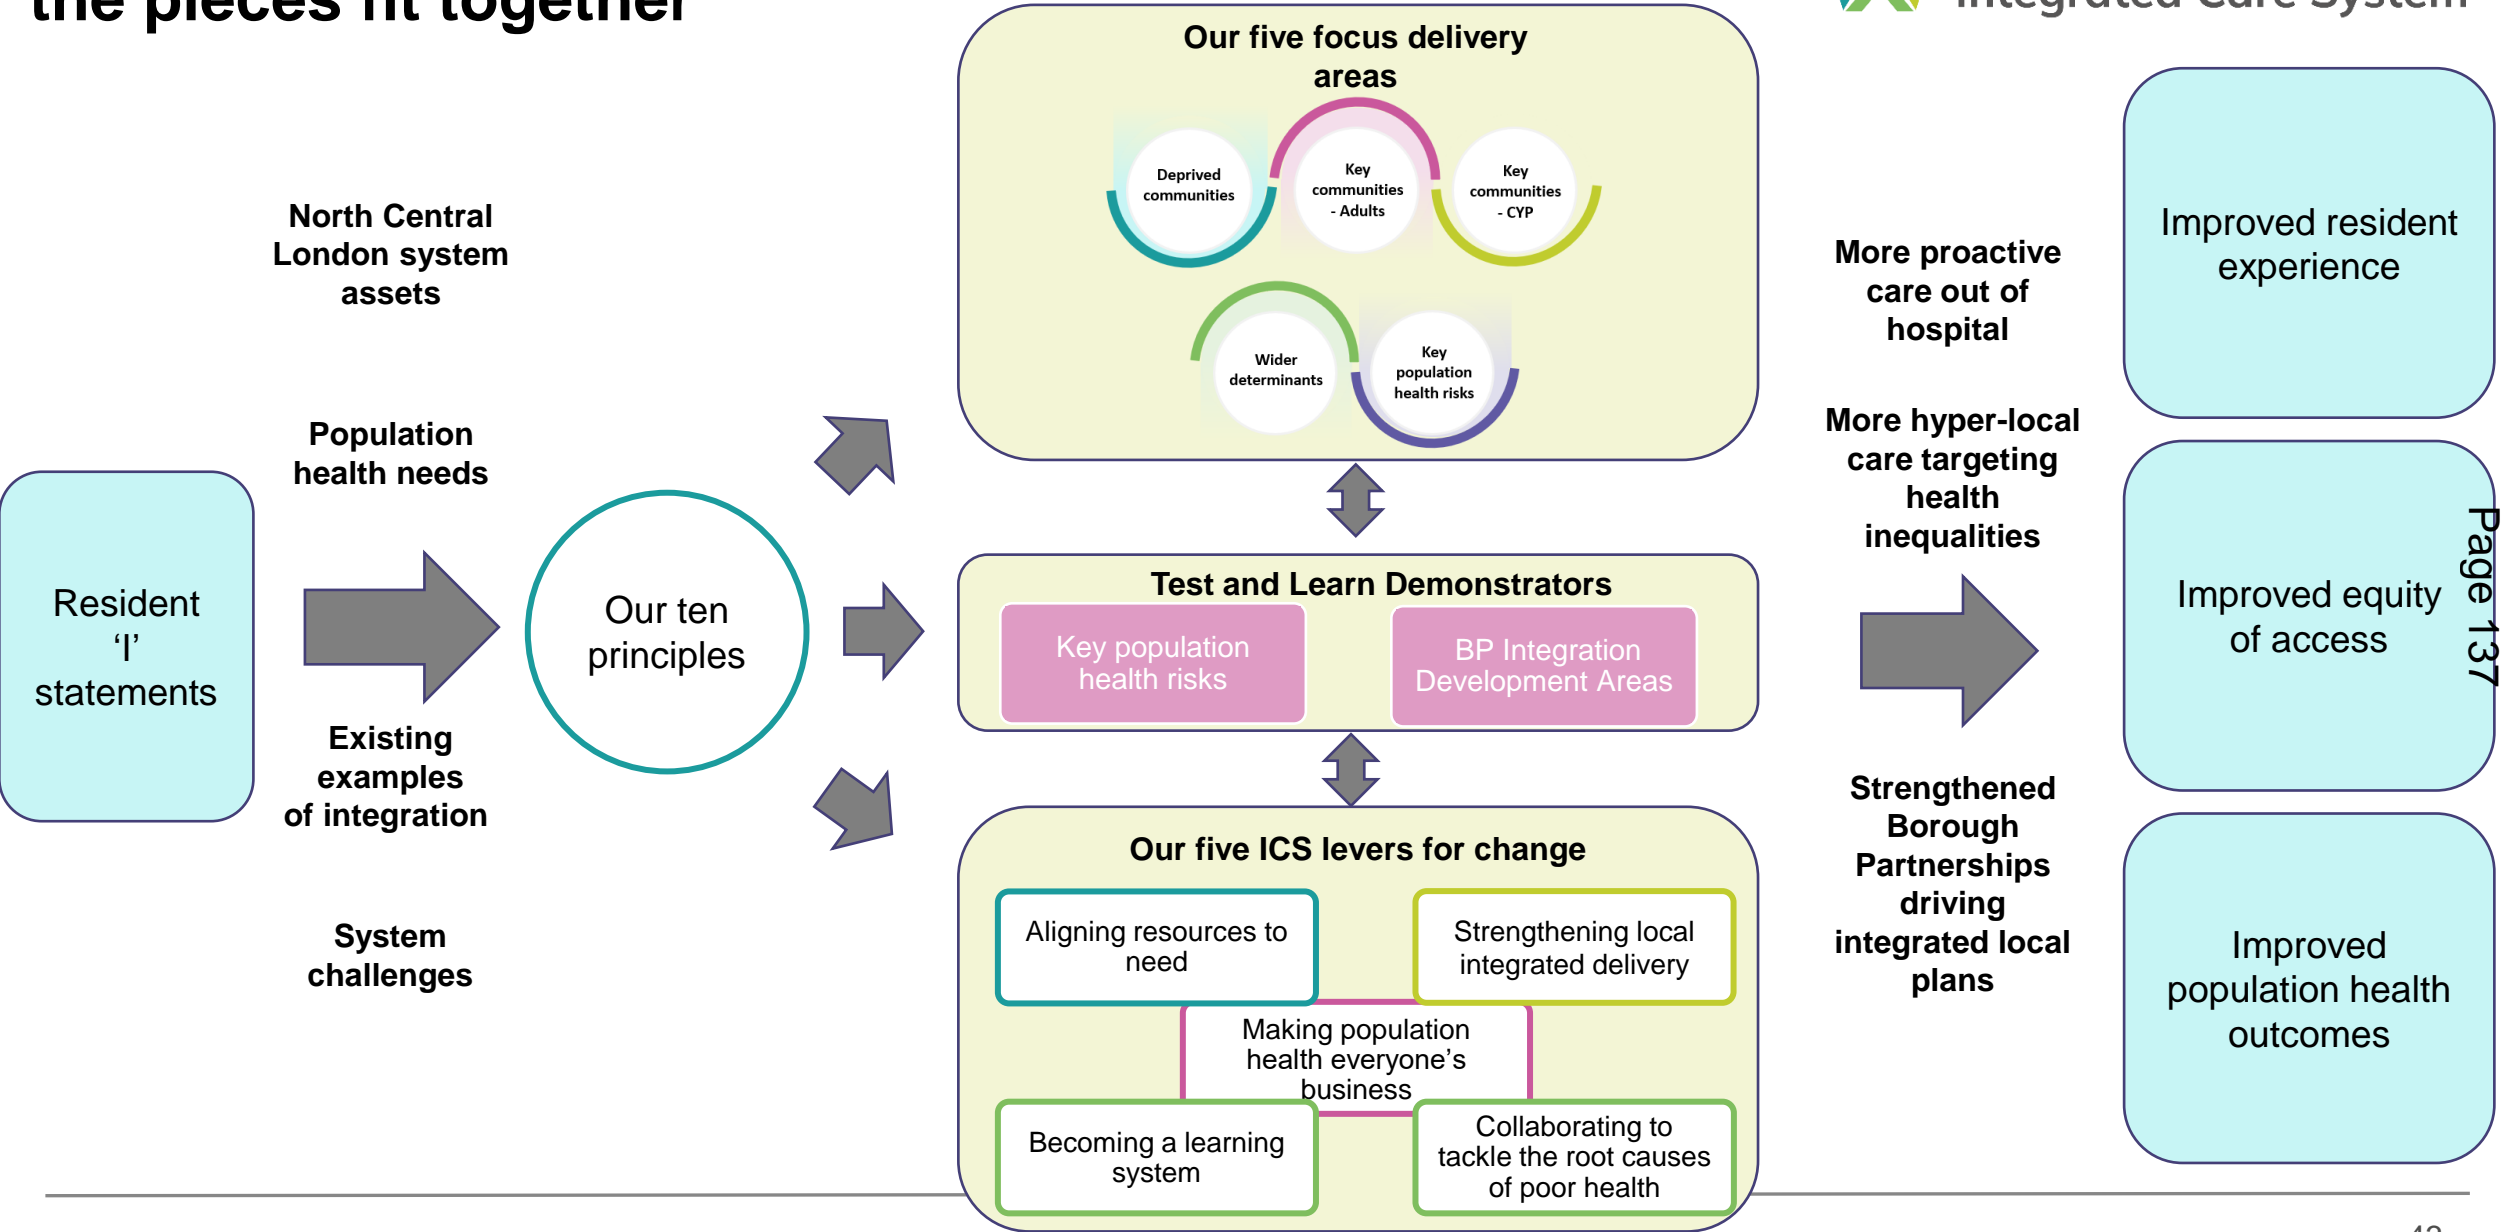 the pieces fit together
Integrated Care System
North Central
London system
assets
Population
health needs
Resident
‘I’
statements
Existing
examples
of integration
System
challenges
Our ten
principles
Our five focus delivery
areas
Deprived
communities
Key
communities
- Adults
Key
communities
- CYP
Wider
determinants
Key
population
health risks
Test and Learn Demonstrators
Key population
health risks
BP Integration
Development Areas
Our five ICS levers for change
Aligning resources to
need
Strengthening local
integrated delivery
Making population
health everyone’s
business
Becoming a learning
system
Collaborating to
tackle the root causes
of poor health
More proactive
care out of
hospital
More hyper-local
care targeting
health
inequalities
Strengthened
Borough
Partnerships
driving
integrated local
plans
Improved resident
experience
Improved equity
of access
Improved
population health
outcomes
Page 137